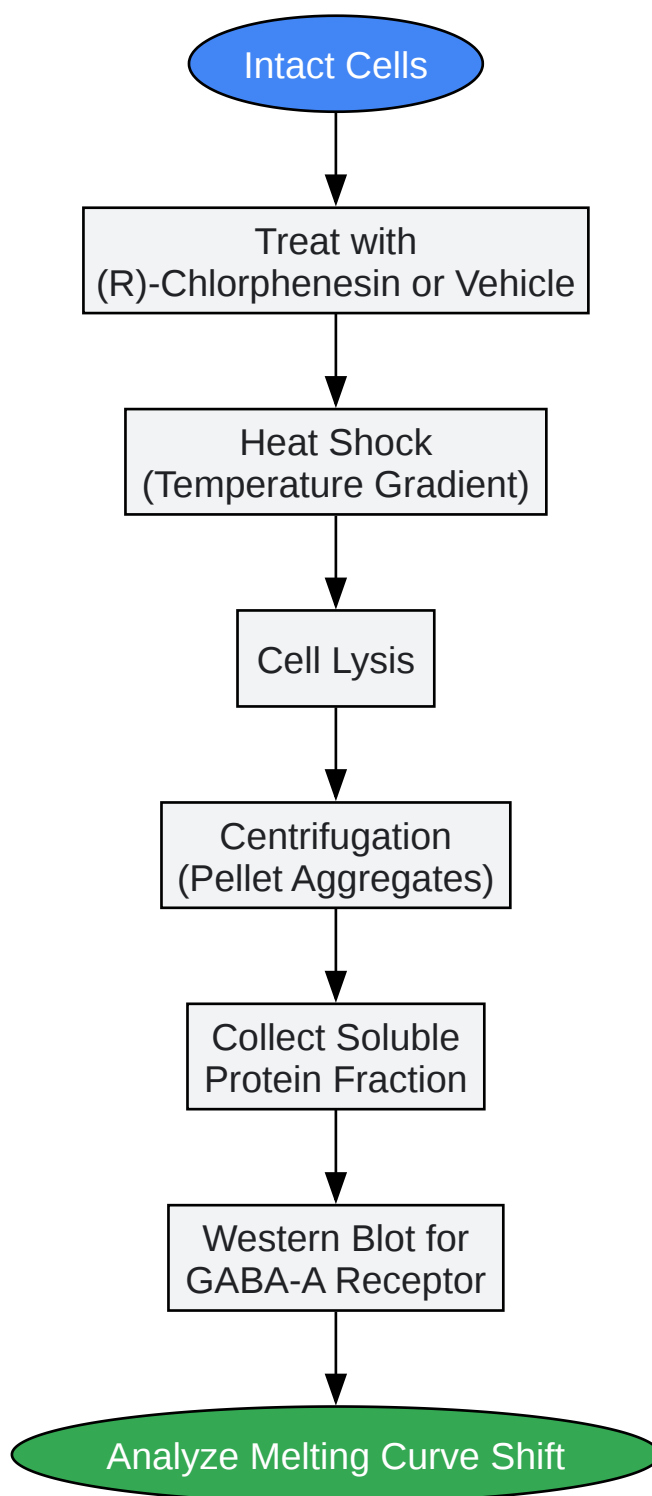 Intact Cells
Treat with
(R)-Chlorphenesin or Vehicle
Heat Shock
(Temperature Gradient)
Cell Lysis
Centrifugation
(Pellet Aggregates)
Collect Soluble
Protein Fraction
Western Blot for
GABA-A Receptor
Analyze Melting Curve Shift